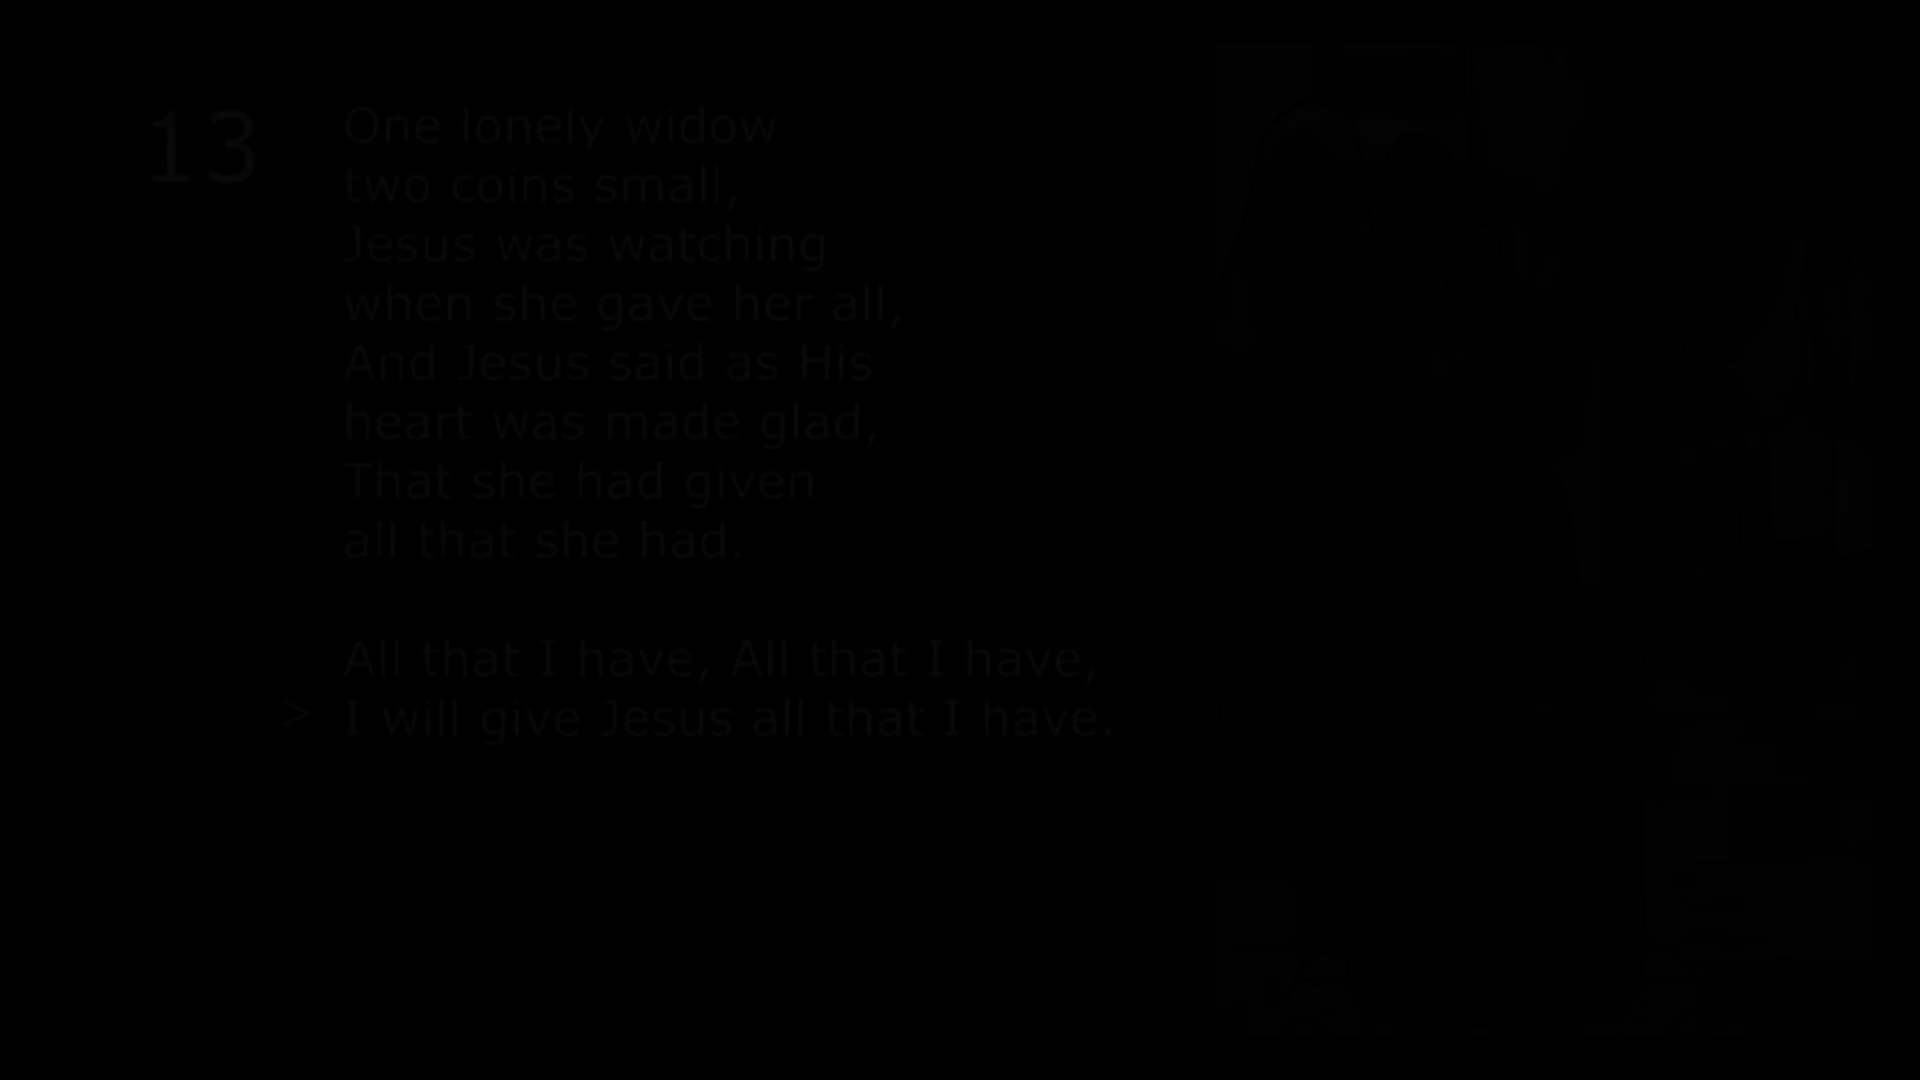 13
One lonely widow
two coins small,
Jesus was watching
when she gave her all,
And Jesus said as His
heart was made glad,
That she had given
all that she had.
All that I have, All that I have,
> I will give Jesus all that I have.